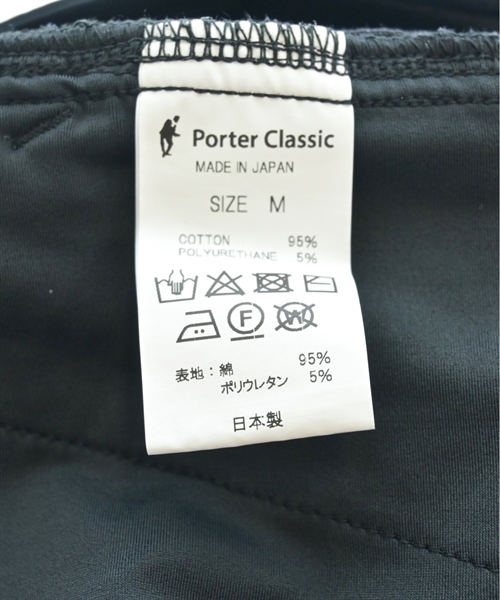 Porter Classic
MADE IN JAPAN
SIZE M
COTTON 95%
POLYURETHANE 5%
F
W
表地：綿 95%
ポリウレタン 5%
日本製